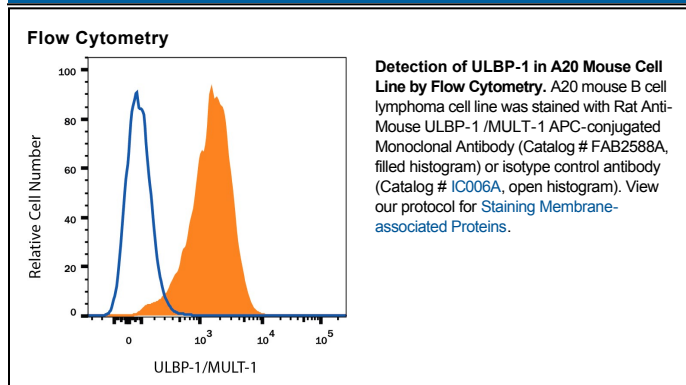 Flow Cytometry
100
80
60
40
20
0
Relative Cell Number
0
10^3
10^4
10^5
ULBP-1/MULT-1
Detection of ULBP-1 in A20 Mouse Cell
Line by Flow Cytometry. A20 mouse B cell
lymphoma cell line was stained with Rat Anti-
Mouse ULBP-1 /MULT-1 APC-conjugated
Monoclonal Antibody (Catalog # FAB2588A,
filled histogram) or isotype control antibody
(Catalog # IC006A, open histogram). View
our protocol for Staining Membrane-
associated Proteins.